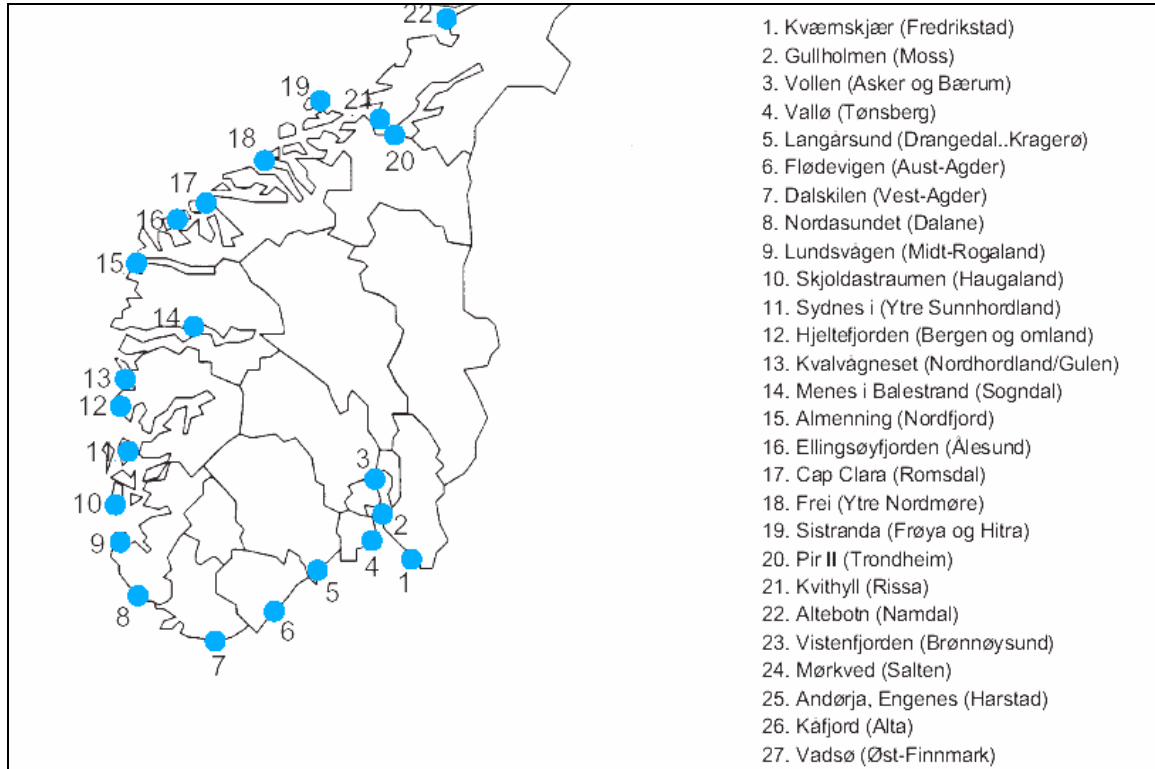 22
19
21
18
20
17
16
15
14
13
12
11
3
10
2
9
4
1
5
8
6
7
1. Kvæmskjær (Fredrikstad)
2. Gullholmen (Moss)
3. Vollen (Asker og Bærum)
4. Vallø (Tønsberg)
5. Langårsund (Drangedal..Kragerø)
6. Flødevigen (Aust-Agder)
7. Dalskilen (Vest-Agder)
8. Nordasundet (Dalane)
9. Lundsvågen (Midt-Rogaland)
10. Skjoldastraumen (Haugaland)
11. Sydnes i (Ytre Sunnhordland)
12. Hjeltefjorden (Bergen og omland)
13. Kvalvågneset (Nordhordland/Gulen)
14. Menes i Balestrand (Sogndal)
15. Almenning (Nordfjord)
16. Ellingsøyfjorden (Ålesund)
17. Cap Clara (Romsdal)
18. Frei (Ytre Nordmøre)
19. Sistranda (Frøya og Hitra)
20. Pir II (Trondheim)
21. Kvithyll (Rissa)
22. Altebotn (Namdal)
23. Vistenfjorden (Brønnøysund)
24. Mørkved (Salten)
25. Andørja, Engenes (Harstad)
26. Kåfjord (Alta)
27. Vadsø (Øst-Finnmark)